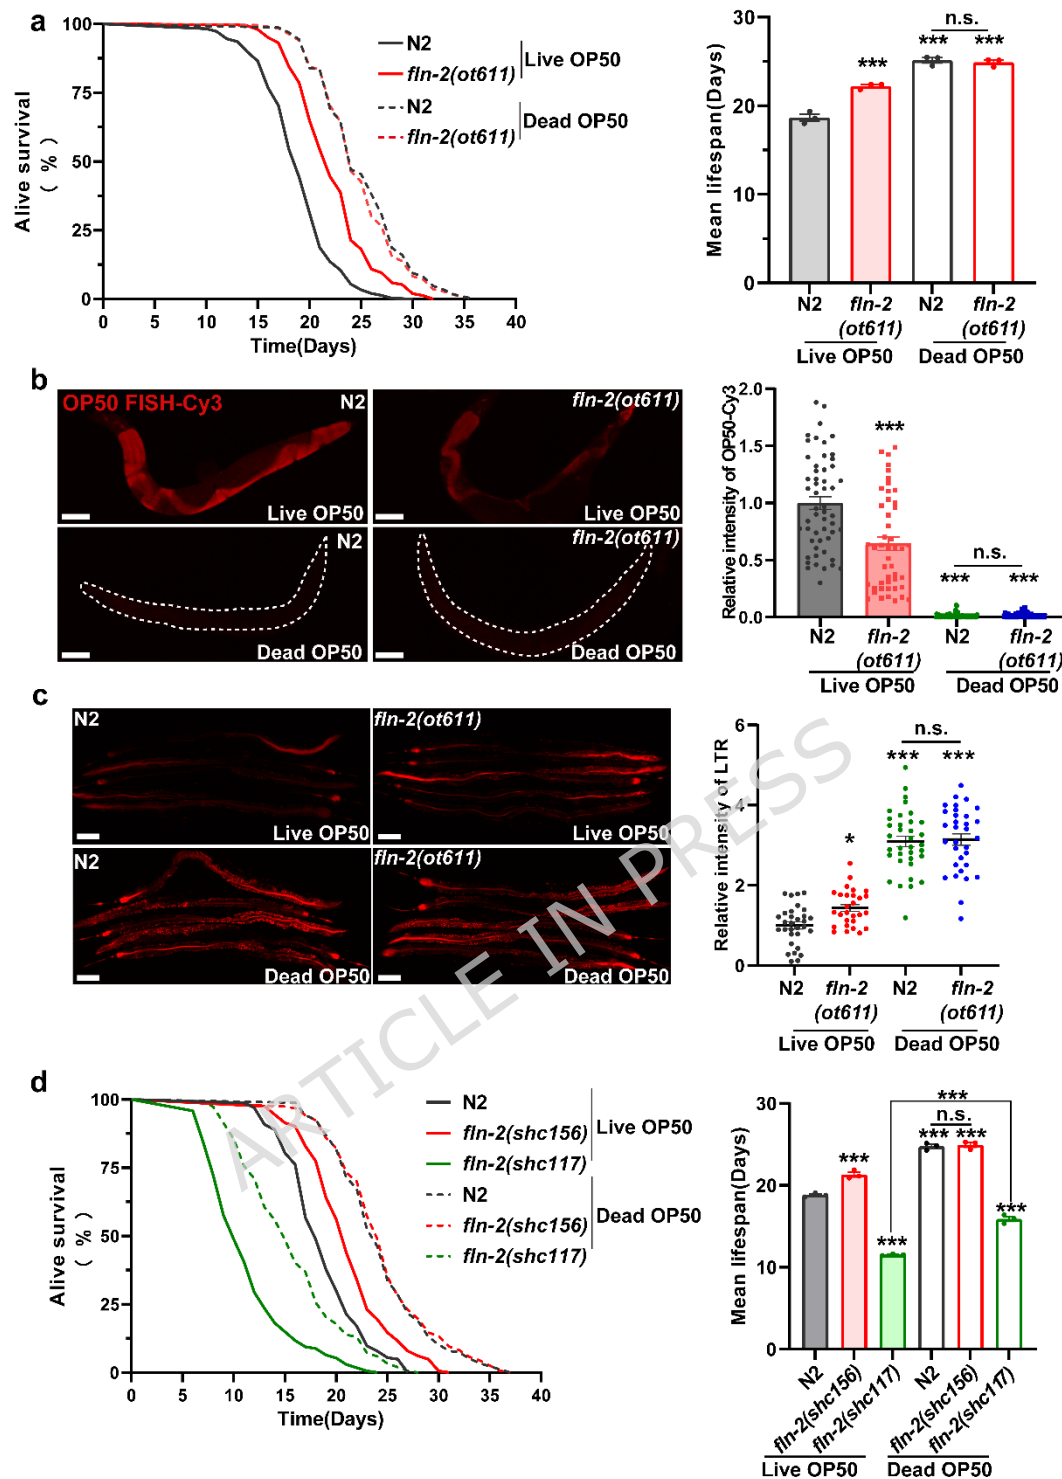 a
100
75
50
25
0
Alive survival
( % )
0 5 10 15 20 25 30 35 40
Time(Days)
N2
fln-2(ot611)
Live OP50
N2
fln-2(ot611)
Dead OP50
30
20
10
0
Mean lifespan(Days)
***
***
n.s.
***
N2
fln-2
(ot611)
N2
fln-2
(ot611)
Live OP50
Dead OP50
b
OP50 FISH-Cy3
N2
Live OP50
fln-2(ot611)
Live OP50
N2
Dead OP50
fln-2(ot611)
Dead OP50
2.0
1.5
1.0
0.5
0.0
Relative intensity of OP50-Cy3
***
n.s.
***
***
N2
fln-2
(ot611)
N2
fln-2
(ot611)
Live OP50
Dead OP50
c
N2
Live OP50
fln-2(ot611)
Live OP50
N2
Dead OP50
fln-2(ot611)
Dead OP50
6
4
2
0
Relative intensity of LTR
*
n.s.
***
***
N2
fln-2
(ot611)
N2
fln-2
(ot611)
Live OP50
Dead OP50
d
100
75
50
25
0
Alive survival
( % )
0 5 10 15 20 25 30 35 40
Time(Days)
N2
fln-2(shc156)
fln-2(shc117)
Live OP50
N2
fln-2(shc156)
fln-2(shc117)
Dead OP50
30
20
10
0
Mean lifespan(Days)
***
n.s.
***
***
***
***
***
N2
fln-2(shc156)
fln-2(shc117)
N2
fln-2(shc156)
fln-2(shc117)
Live OP50
Dead OP50
ARTICLE IN PRESS